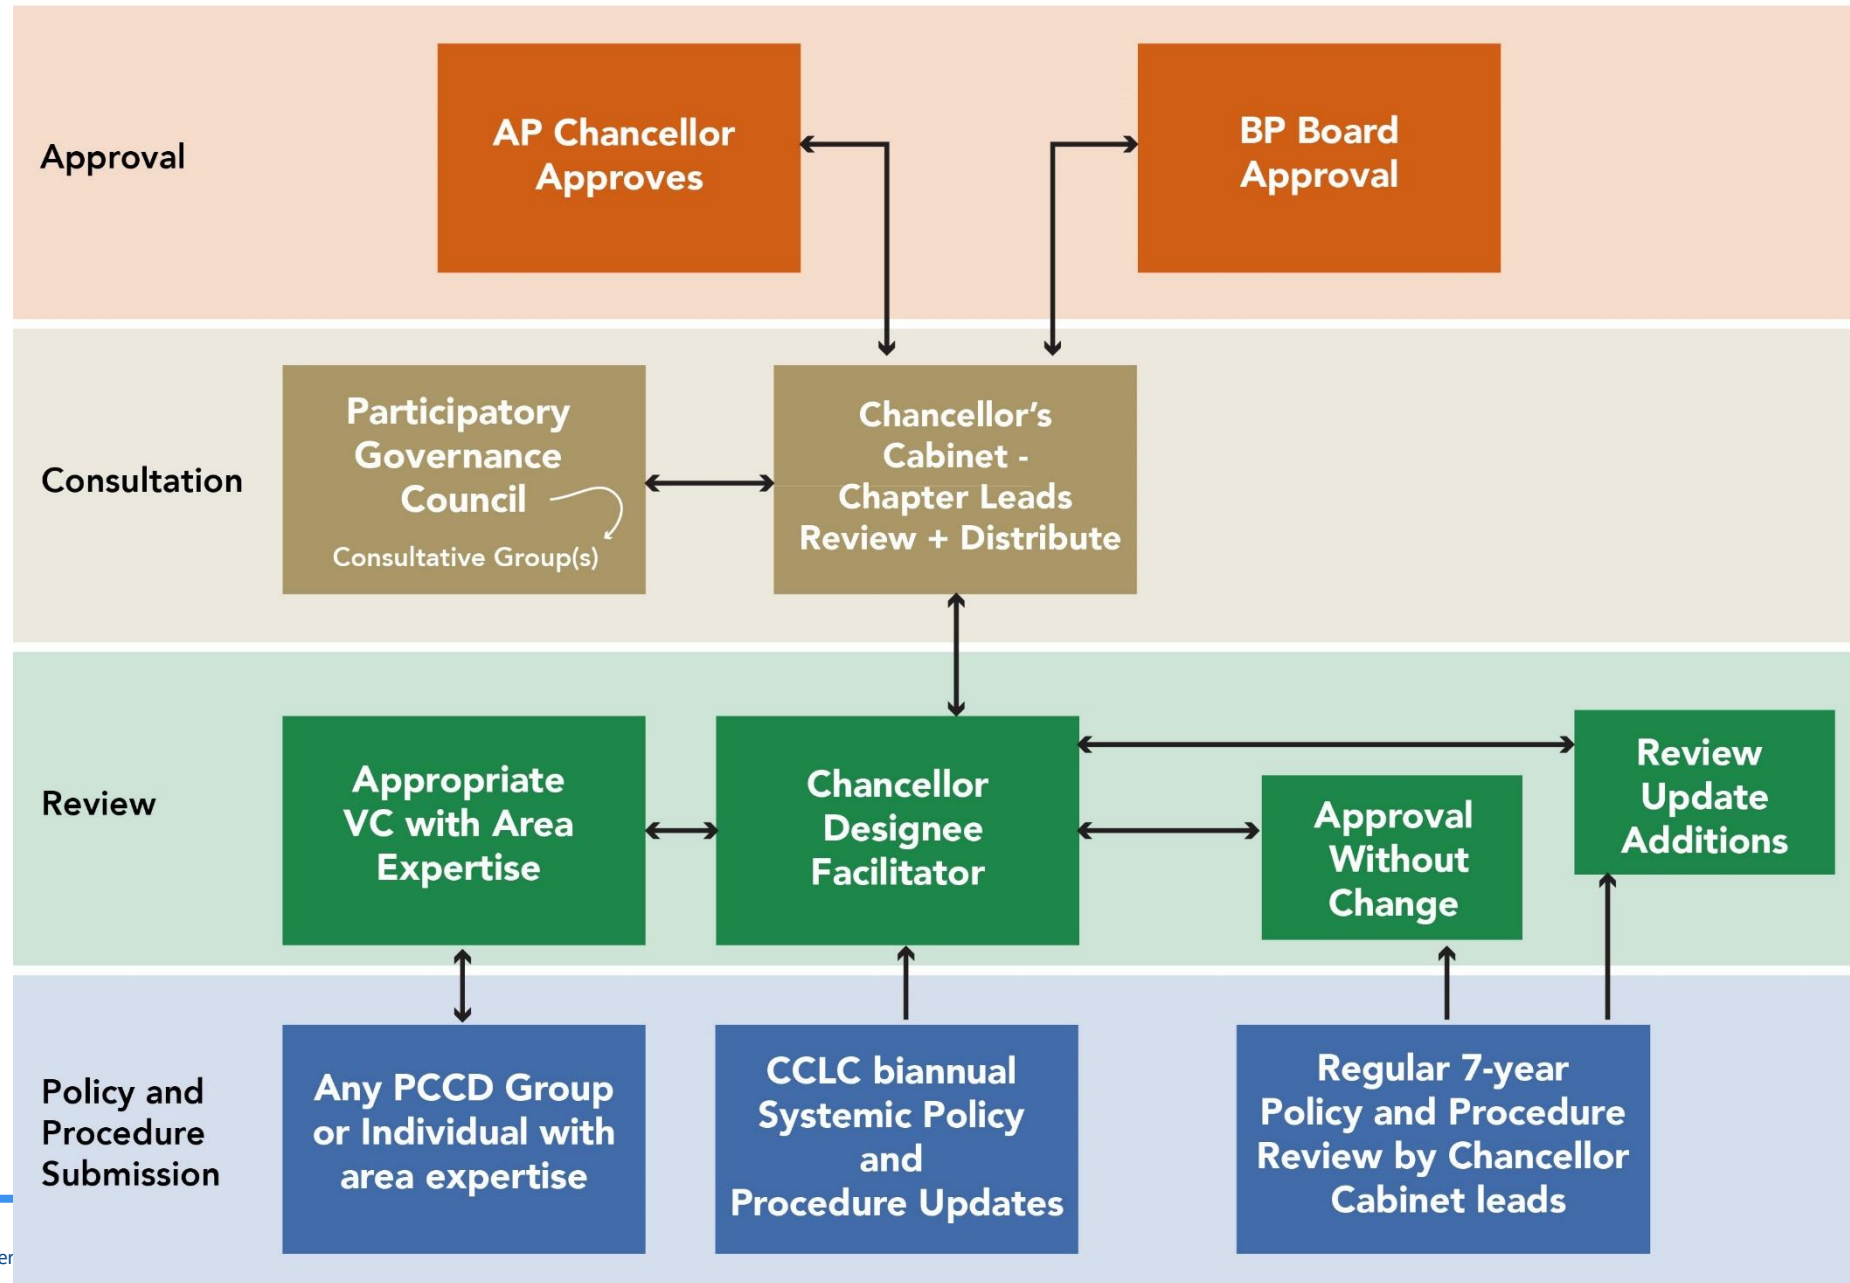 Approval
AP Chancellor
Approves
BP Board
Approval
Consultation
Participatory
Governance
Council
Consultative Group(s)
Chancellor’s
Cabinet -
Chapter Leads
Review + Distribute
Review
Appropriate
VC with Area
Expertise
Chancellor
Designee
Facilitator
Approval
Without
Change
Review
Update
Additions
Policy and
Procedure
Submission
Any PCCD Group
or Individual with
area expertise
CCLC biannual
Systemic Policy
and
Procedure Updates
Regular 7-year
Policy and Procedure
Review by Chancellor
Cabinet leads